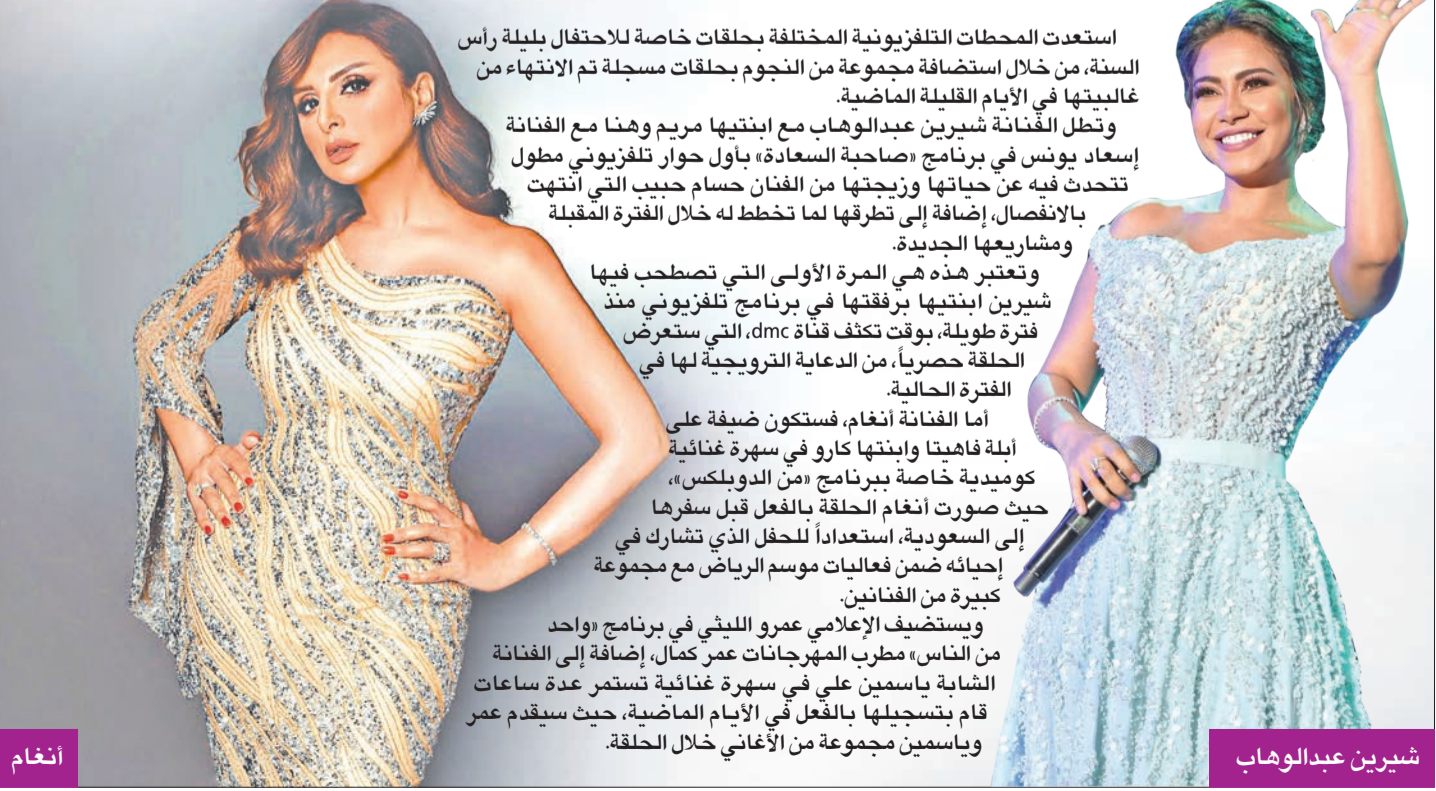 استعدت المحطات التلفزيونية المختلفة بحلقات خاصة للاحتفال بليلة رأس
السنة، من خلال استضافة مجموعة من النجوم بحلقات مسجلة تم الانتهاء من
غالبيتها في الأيام القليلة الماضية.
وتطل الفنانة شيرين عبدالوهاب مع ابنتيها مريم وهنا مع الفنانة
إسعاد يونس في برنامج «صاحبة السعادة» بأول حوار تلفزيوني مطول
تتحدث فيه عن حياتها وزيجتها من الفنان حسام حبيب التي انتهت
بالانفصال، إضافة إلى تطرقها لما تخطط له خلال الفترة المقبلة
ومشاريعها الجديدة.
وتعتبر هذه هي المرة الأولى التي تصطحب فيها
شيرين ابنتيها برفقتها في برنامج تلفزيوني منذ
فترة طويلة، بوقت تكثف قناة dmc، التي ستعرض
الحلقة حصرياً، من الدعاية الترويجية لها في
الفترة الحالية.
أما الفنانة أنغام، فستكون ضيفة على
أبلة فاهيتا وابنتها كارو في سهرة غنائية
كوميدية خاصة ببرنامج «من الدوبلكس»،
حيث صورت أنغام الحلقة بالفعل قبل سفرها
إلى السعودية، استعداداً للحفل الذي تشارك في
إحيائه ضمن فعاليات موسم الرياض مع مجموعة
كبيرة من الفنانين.
ويستضيف الإعلامي عمرو الليثي في برنامج «واحد
من الناس» مطرب المهرجانات عمر كمال، إضافة إلى الفنانة
الشابة ياسمين علي في سهرة غنائية تستمر عدة ساعات
قام بتسجيلها بالفعل في الأيام الماضية، حيث سيقدم عمر
وياسمين مجموعة من الأغاني خلال الحلقة.
شيرين عبدالوهاب
أنغام